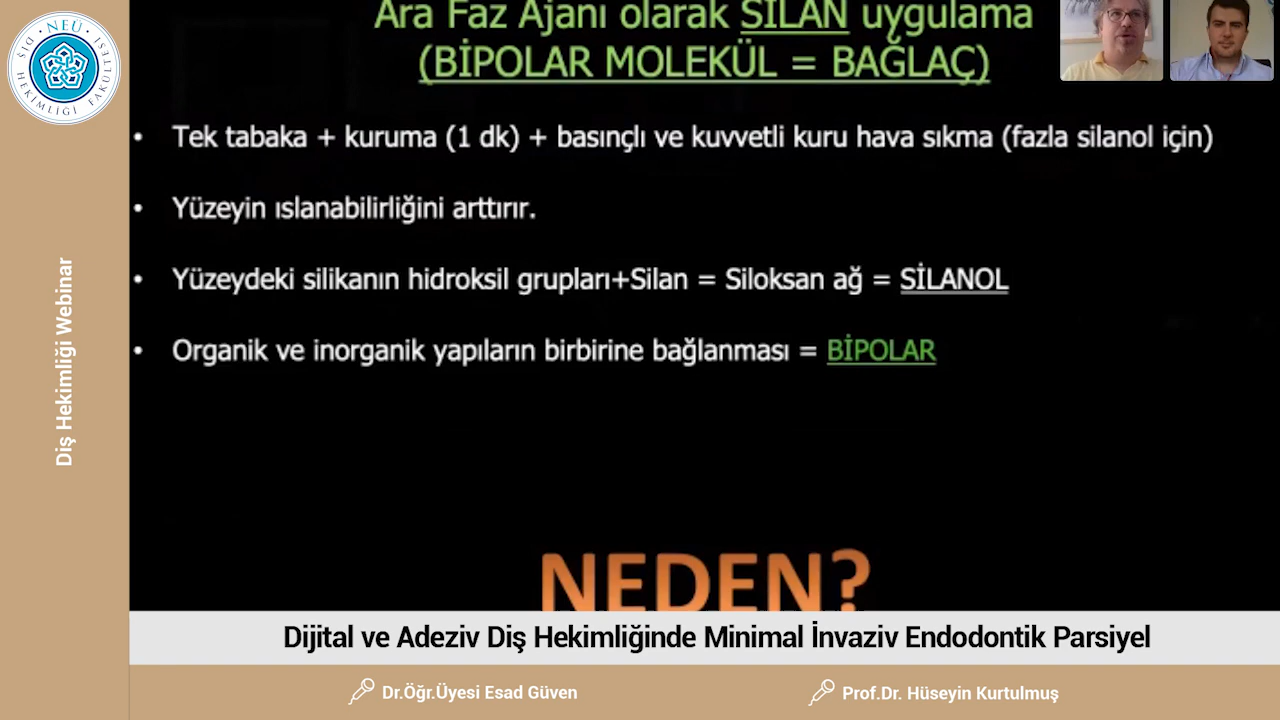 Ara Faz Ajanı olarak SİLAN uygulama
(BİPOLAR MOLEKÜL = BAĞLAÇ)
• Tek tabaka + kuruma (1 dk) + basınçlı ve kuvvetli kuru hava sıkma (fazla silanol için)
• Yüzeyin ıslanabilirliğini arttırır.
• Yüzeydeki silikanın hidroksil grupları+Silan = Siloksan ağ = SİLANOL
• Organik ve inorganik yapıların birbirine bağlanması = BİPOLAR
NEDEN?
NEÜ
DİŞ HEKİMLİĞİ FAKÜLTESİ
Diş Hekimliği Webinar
Dijital ve Adeziv Diş Hekimliğinde Minimal İnvaziv Endodontik Parsiyel
Dr.Öğr.Üyesi Esad Güven
Prof.Dr. Hüseyin Kurtulmuş